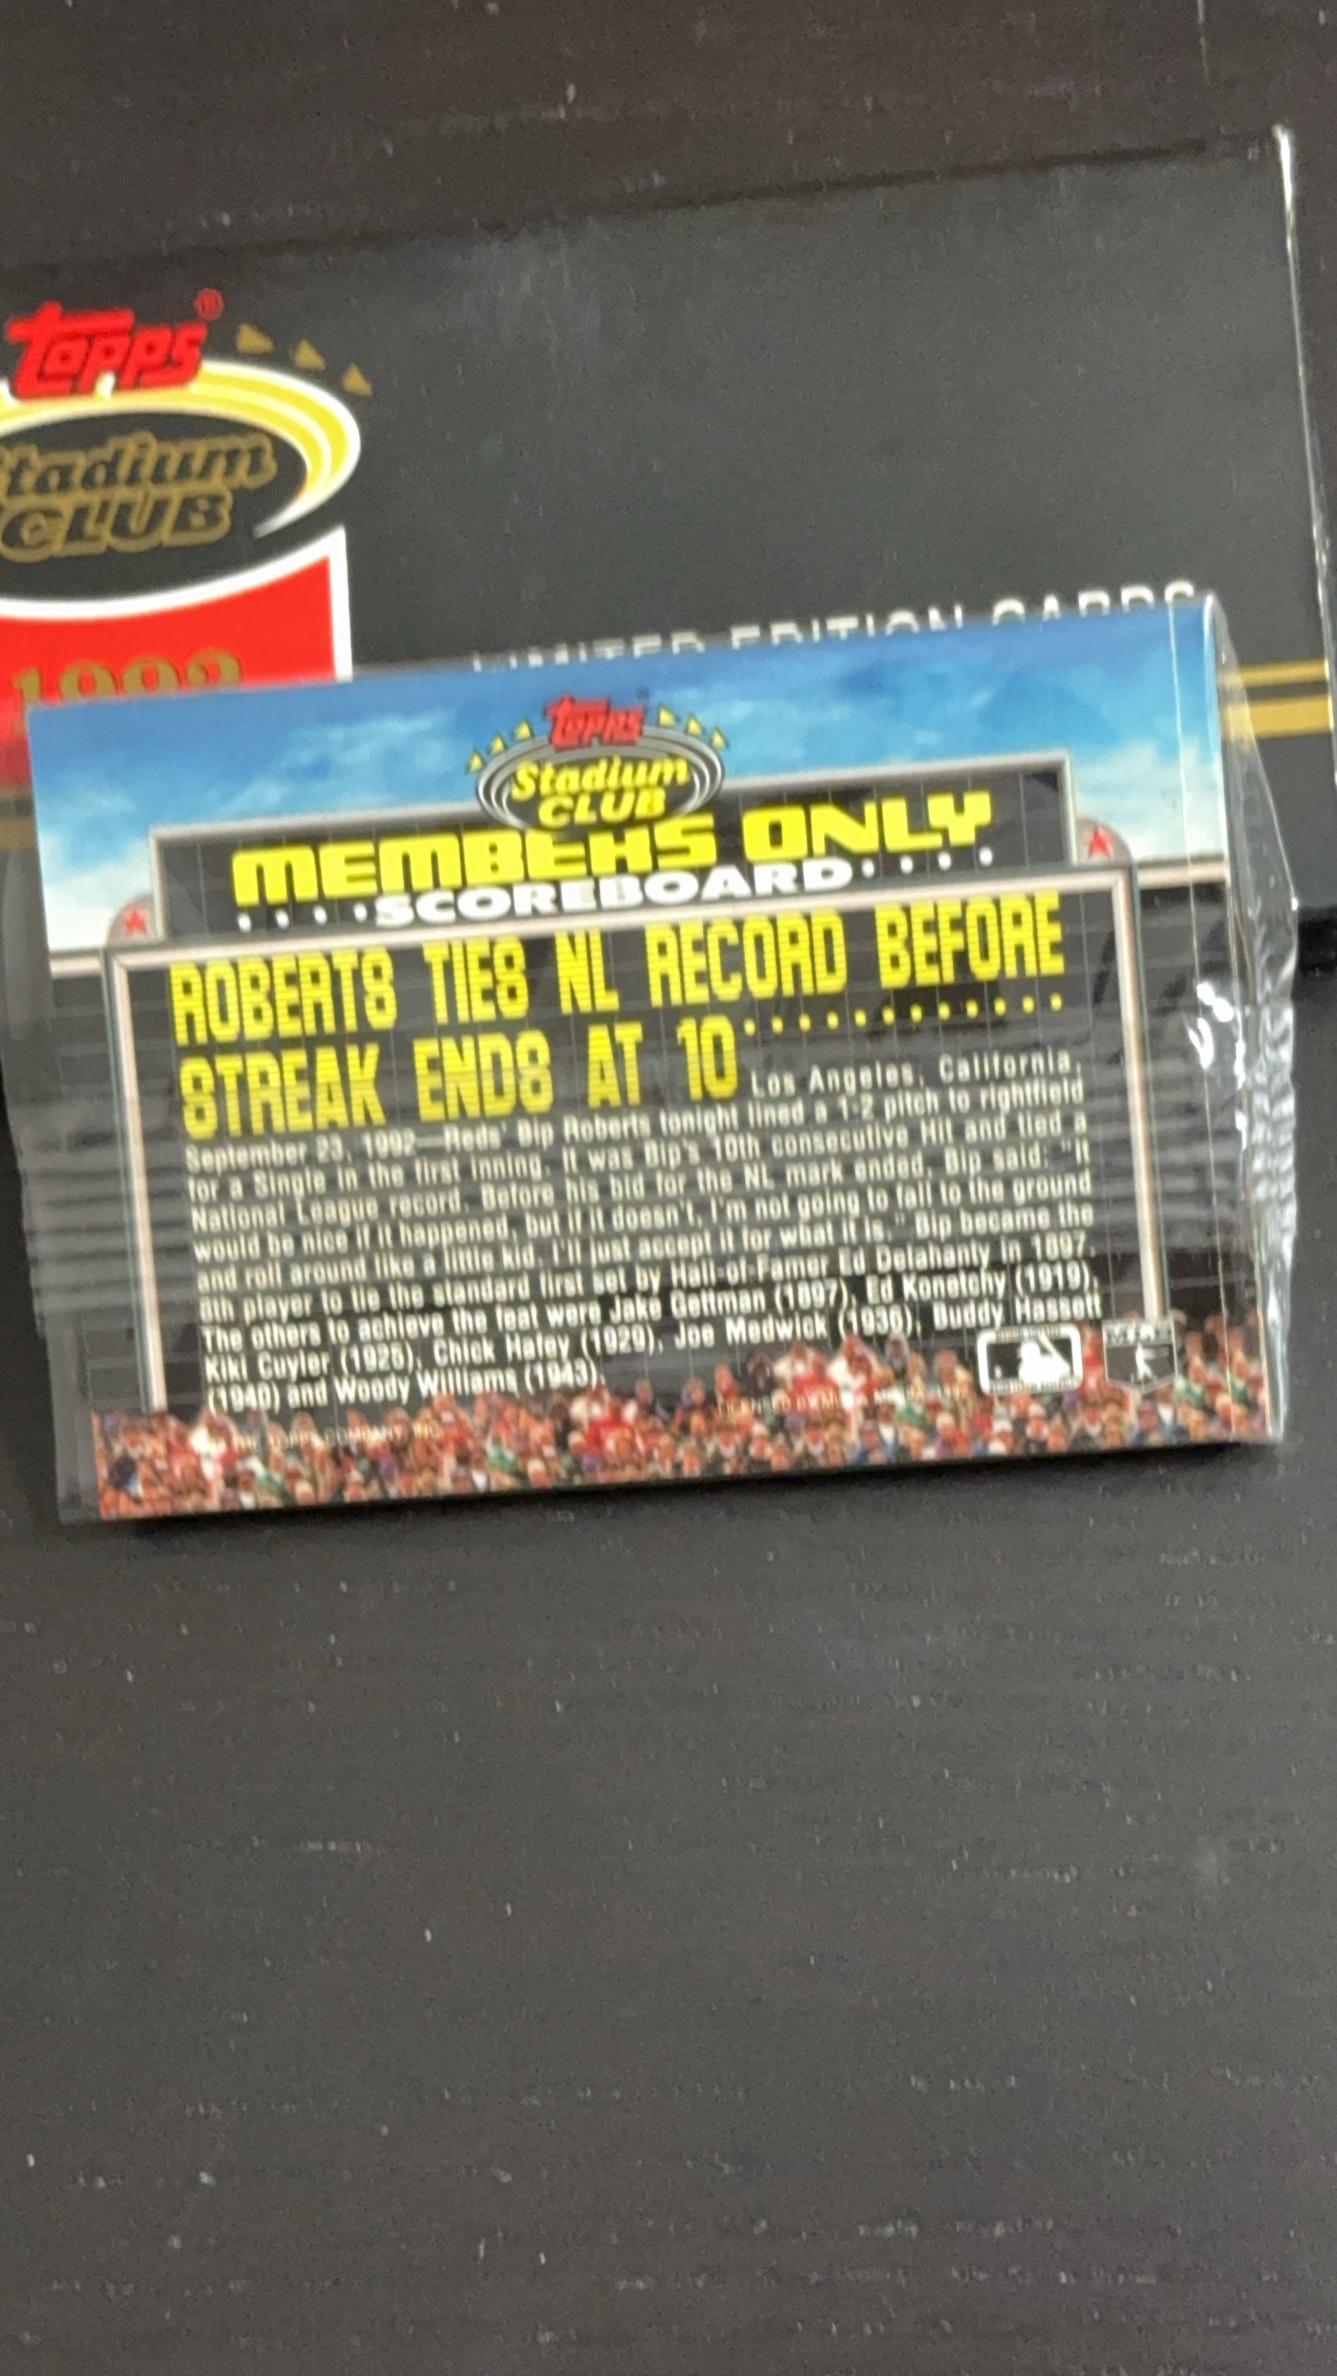 Topps®
Stadium
CLUB
1992
LIMITED EDITION CARDS
Topps
Stadium
CLUB
MEMBERS ONLY
SCOREBOARD
ROBERTS TIES NL RECORD BEFORE
STREAK ENDS AT 10 Los Angeles, California,
September 23, 1992—Reds' Bip Roberts tonight lined a 1-2 pitch to rightfield
for a Single in the first inning. It was Bip's 10th consecutive Hit and tied a
National League record. Before his bid for the NL mark ended, Bip said: "It
would be nice if it happened, but if it doesn't, I'm not going to fall to the ground
and roll around like a little kid. I'll just accept it for what it is." Bip became the
8th player to tie the standard first set by Hall-of-Famer Ed Delahanty in 1897.
The others to achieve the feat were Jake Gettman (1897), Ed Konetchy (1919),
Kiki Cuyler (1925), Chick Hafey (1929), Joe Medwick (1936), Buddy Hassett
(1940) and Woody Williams (1943).
THE TOPPS COMPANY, INC.